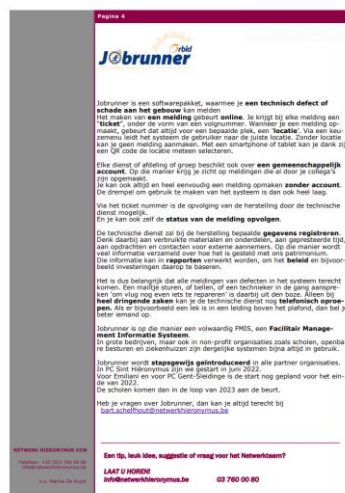 Pagina 4
Orbid
Jobrunner
Jobrunner is een softwarepakket, waarmee je een technisch defect of
schade aan het gebouw kan melden
Het maken van een melding gebeurt online. Je krijgt bij elke melding een
"ticket", onder de vorm van een volgnummer. Wanneer je een melding op-
maakt, gebeurt dat altijd voor een bepaalde plek, een 'locatie'. Via een keu-
zemenu leidt het systeem de gebruiker naar de juiste locatie. Zonder locatie
kan je geen melding aanmaken. Met een smartphone of tablet kan je dank zij
een QR code de locatie meteen selecteren.
Elke dienst of afdeling of groep beschikt ook over een gemeenschappelijk
account. Op die manier krijg je zicht op meldingen die al door je collega's
zijn opgemaakt.
Je kan ook altijd en heel eenvoudig een melding opmaken zonder account.
De drempel om gebruik te maken van het systeem is dan ook heel laag.
Via het ticket nummer is de opvolging van de herstelling door de technische
dienst mogelijk.
En je kan ook zelf de status van de melding opvolgen.
De technische dienst zal bij de herstelling bepaalde gegevens registreren.
Denk daarbij aan verbruikte materialen en onderdelen, aan gepresteerde tijd,
aan opdrachten en contacten voor externe aannemers. Op die manier wordt
veel informatie verzameld over hoe het is gesteld met ons patrimonium.
Die informatie kan in rapporten verwerkt worden, om het beleid en bijvoor-
beeld investeringen daarop te baseren.
Het is dus belangrijk dat alle meldingen van defecten in het systeem terecht
komen. Een mailtje sturen, of bellen, of een technieker in de gang aanspre-
ken 'om vlug nog even iets te repareren' is daarbij uit den boze. Alleen bij
heel dringende zaken kan je de technische dienst nog telefonisch oproe-
pen. Als er bijvoorbeeld een lek is in een leiding boven het plafond, dan bel je
beter iemand op.
Jobrunner is op die manier een volwaardig FMIS, een Facilitair Manage-
ment Informatie Systeem.
In grote bedrijven, maar ook in non-profit organisaties zoals scholen, openba
re besturen en ziekenhuizen zijn dergelijke systemen bijna altijd in gebruik.
Jobrunner wordt stapsgewijs geïntroduceerd in alle partner organisaties.
In PC Sint Hiëronymus zijn we gestart in juni 2022.
Voor Emiliani en voor PC Gent-Sleidinge is de start nog gepland voor het ein-
de van 2022.
De scholen komen dan in de loop van 2023 aan de beurt.
Heb je vragen over Jobrunner, dan kan je altijd terecht bij
bart.schelfhout@netwerkhieronymus.be
NETWERK HIERONYMUS VZW
Telefoon: +32 (0)3 760 00 80
info@netwerkhieronymus.be
Een tip, leuk idee, suggestie of vraag voor het Netwerkteam?
LAAT U HOREN!
info@netwerkhieronymus.be 03 760 00 80